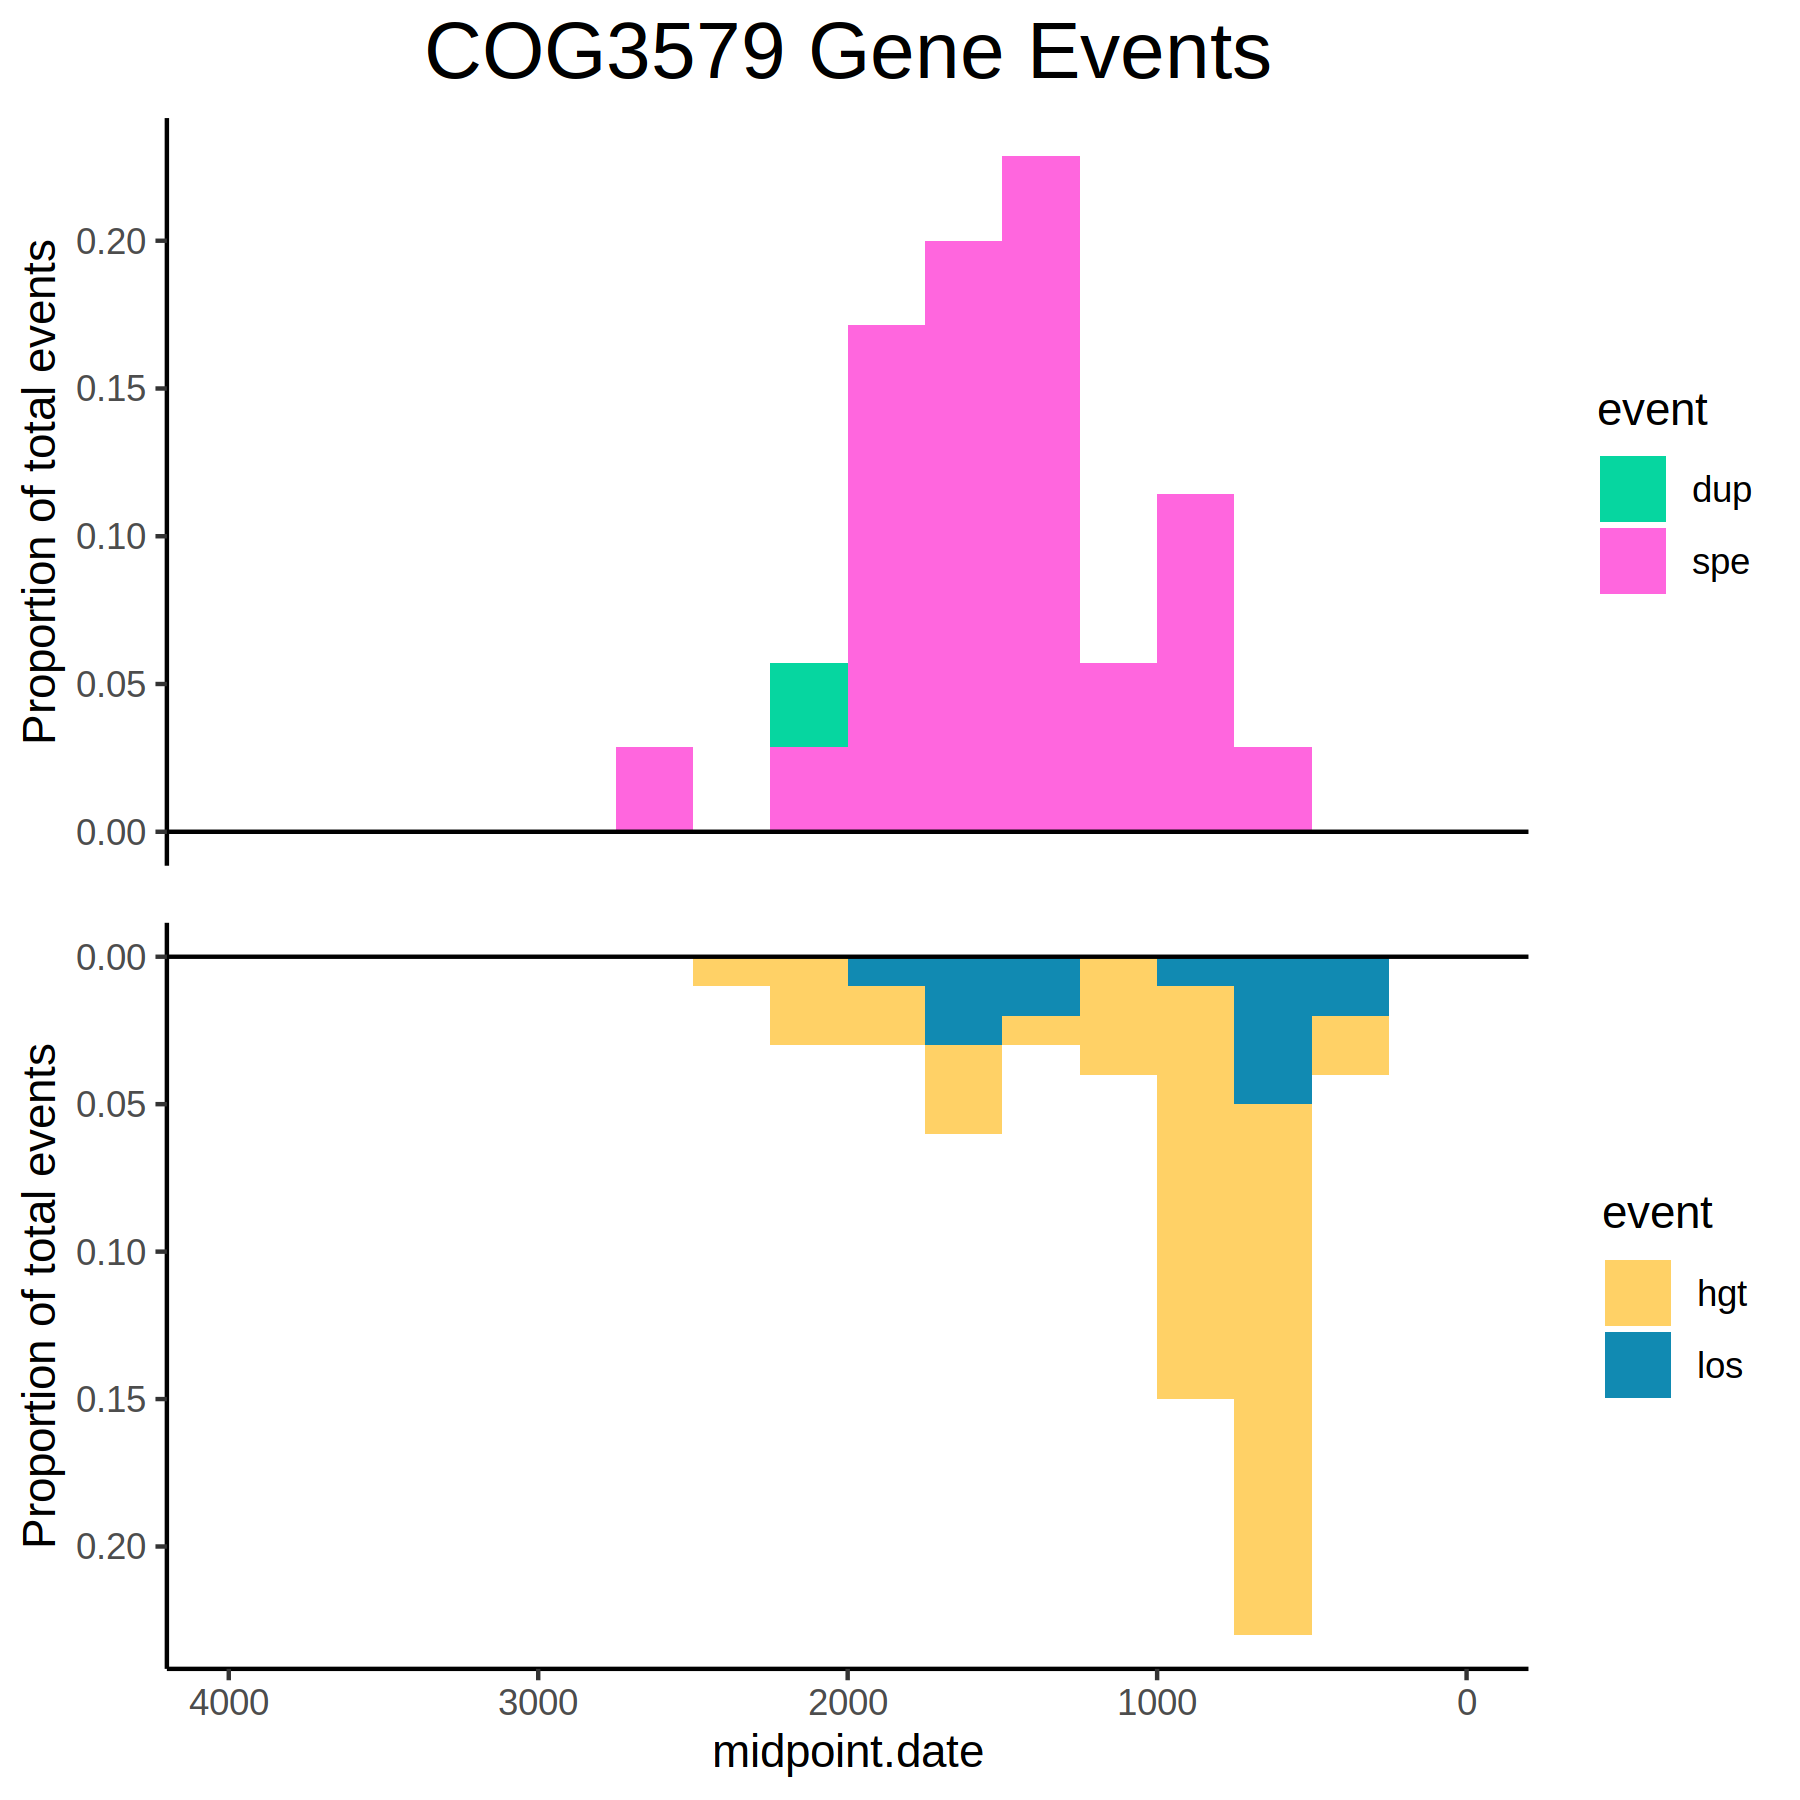 COG3579 Gene Events
Proportion of total events
0.20
0.15
0.10
0.05
0.00
event
dup
spe
Proportion of total events
0.00
0.05
0.10
0.15
0.20
event
hgt
los
4000 3000 2000 1000 0
midpoint.date